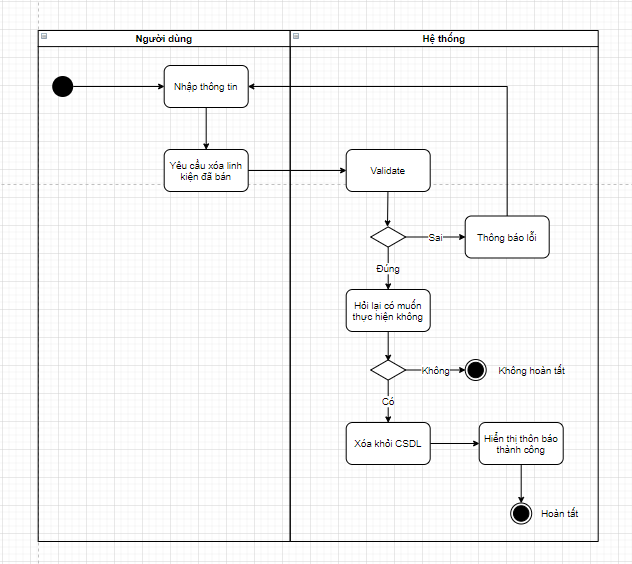 Người dùng
Hệ thống
Nhập thông tin
Yêu cầu xóa linh
kiện đã bán
Validate
Sai
Thông báo lỗi
Đúng
Hỏi lại có muốn
thực hiện không
Không
Không hoàn tất
Có
Xóa khỏi CSDL
Hiển thị thôn báo
thành công
Hoàn tất